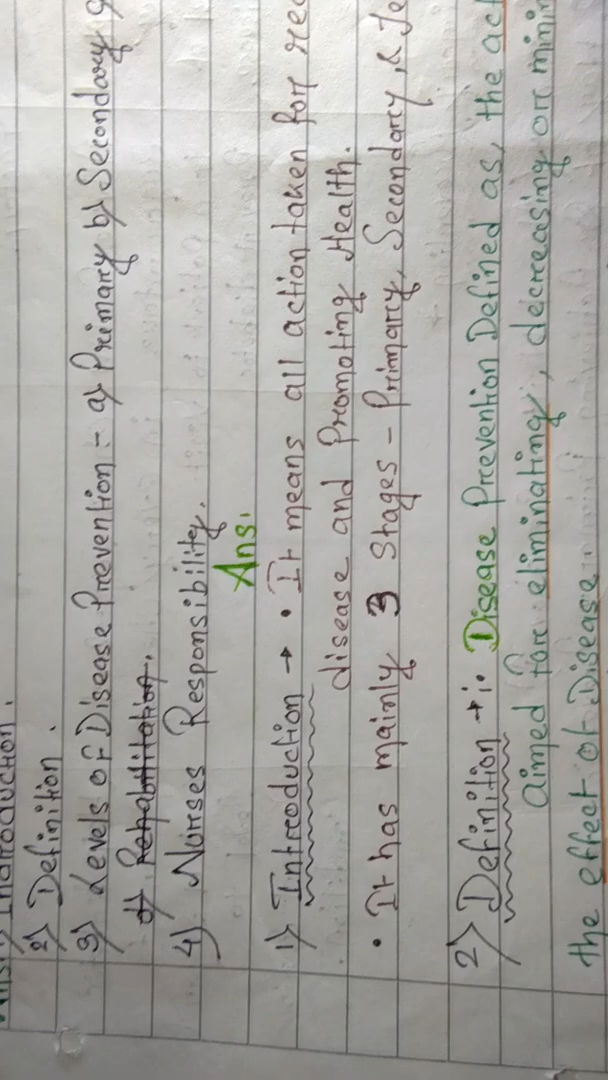 Introduction.
2) Definition.
3) Levels of Disease Prevention :- a) Primary b) Secondary
4) Nurses Responsibility.
Ans.
1) Introduction → • It means all action taken for
disease and Promoting Health.
• It has mainly 3 Stages - Primary, Secondary, &
2) Definition →: Disease Prevention Defined as, the
aimed for eliminating, decreasing or
the effect of Disease